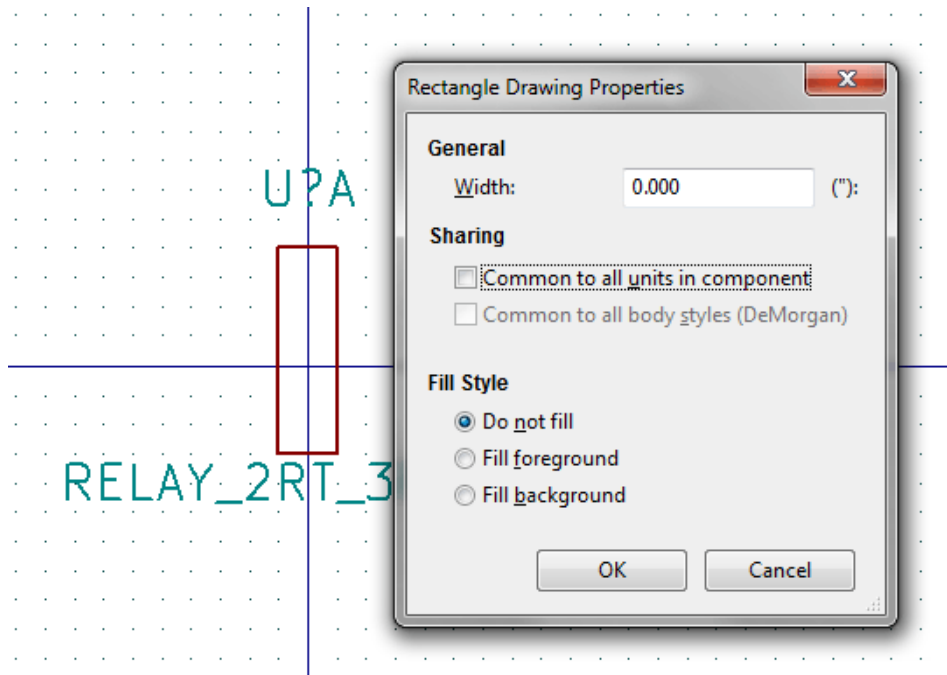 Rectangle Drawing Properties
General
Width: 0.000 ("):
U?A
Sharing
Common to all units in component
Common to all body styles (DeMorgan)
Fill Style
Do not fill
Fill foreground
RELAY_2RT_3
Fill background
OK Cancel